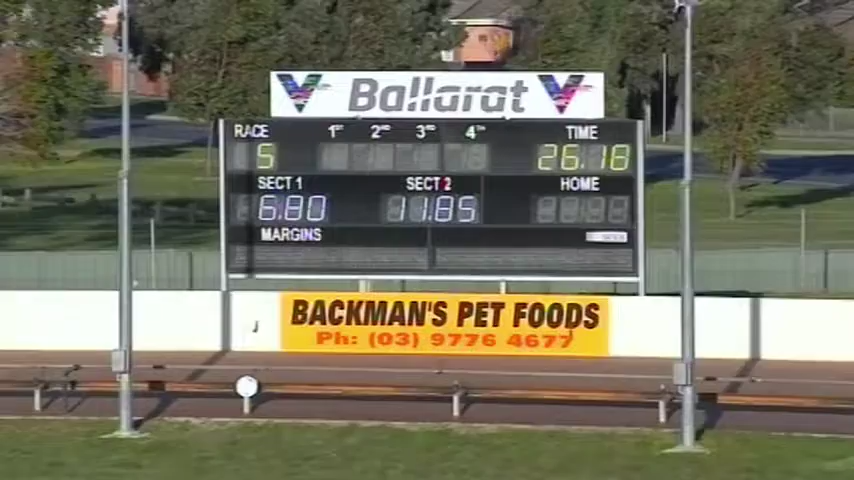 Ballarat
RACE 1ST 2ND 3RD 4TH TIME
5 26.18
SECT 1 SECT 2 HOME
6.80 11.85
MARGINS
BACKMAN'S PET FOODS
Ph: (03) 9776 4677